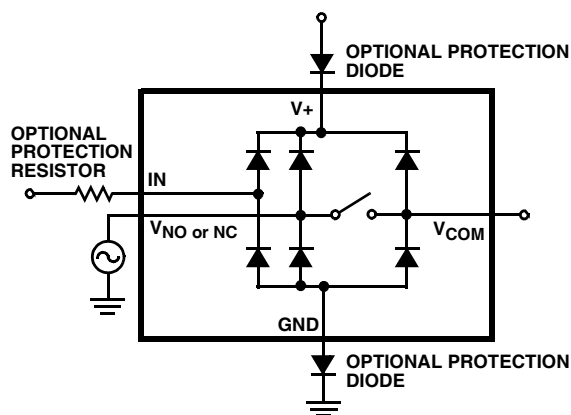 OPTIONAL PROTECTION
DIODE
V+
OPTIONAL
PROTECTION
RESISTOR
IN
VNO or NC
VCOM
GND
OPTIONAL PROTECTION
DIODE